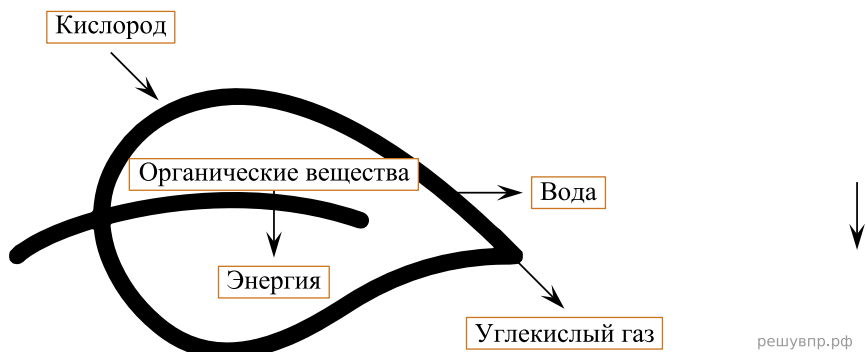 Кислород
Органические вещества
Вода
Энергия
Углекислый газ
решувпр.рф